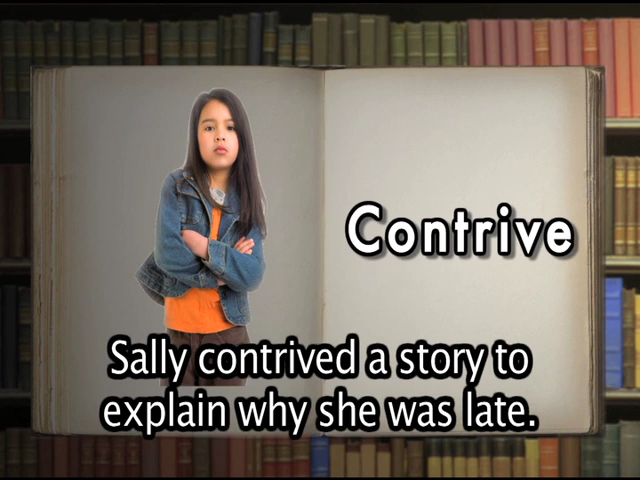 Contrive
Sally contrived a story to
explain why she was late.